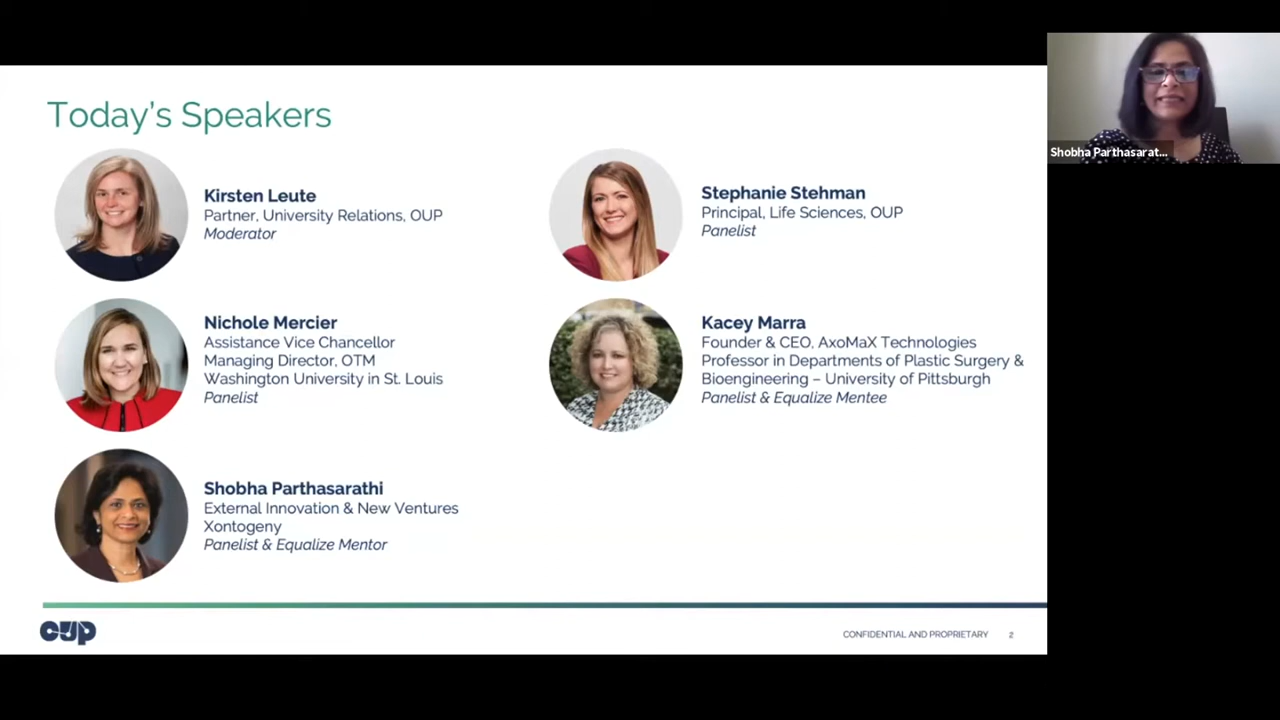 Today's Speakers
Kirsten Leute
Partner, University Relations, OUP
Moderator
Stephanie Stehman
Principal, Life Sciences, OUP
Panelist
Nichole Mercier
Assistance Vice Chancellor
Managing Director, OTM
Washington University in St. Louis
Panelist
Kacey Marra
Founder & CEO, AxoMaX Technologies
Professor in Departments of Plastic Surgery &
Bioengineering – University of Pittsburgh
Panelist & Equalize Mentee
Shobha Parthasarathi
External Innovation & New Ventures
Xontogeny
Panelist & Equalize Mentor
OUP
CONFIDENTIAL AND PROPRIETARY 2
Shobha Parthasarat...